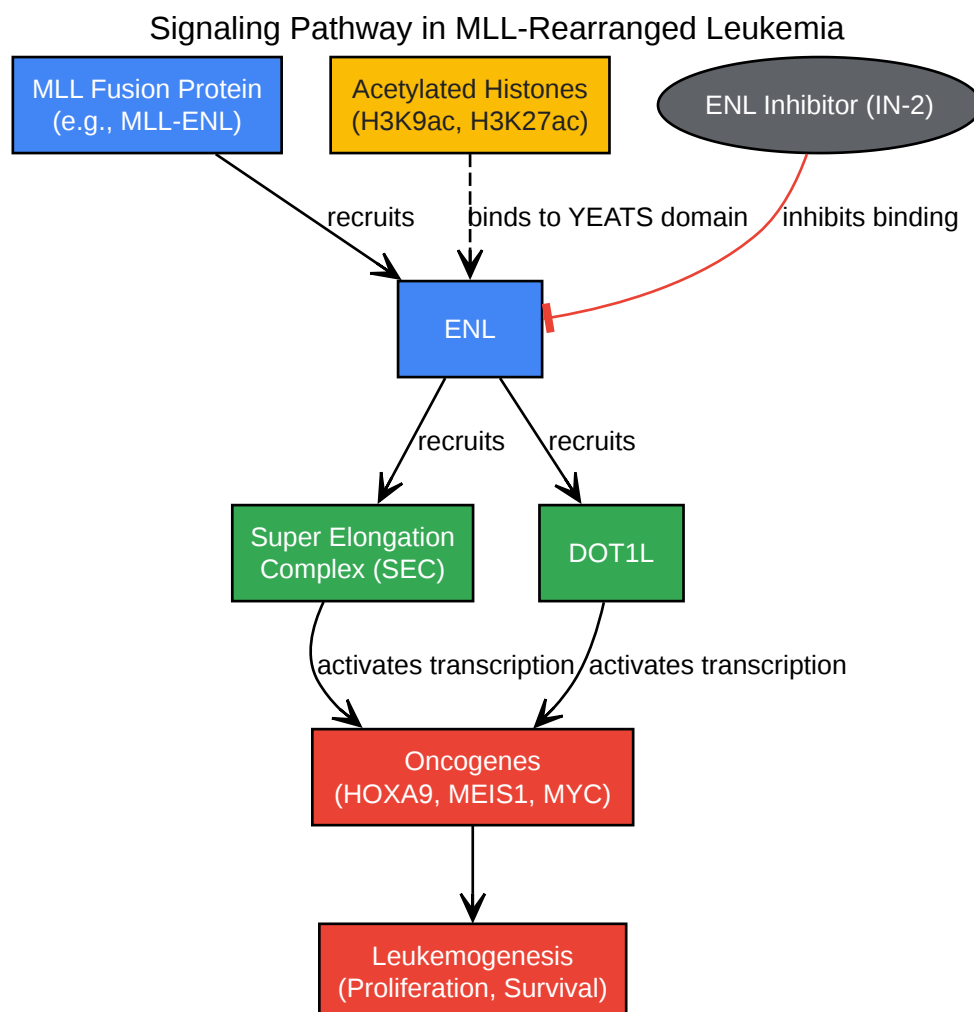 Signaling Pathway in MLL-Rearranged Leukemia
MLL Fusion Protein
(e.g., MLL-ENL)
Acetylated Histones
(H3K9ac, H3K27ac)
ENL Inhibitor (IN-2)
recruits
binds to YEATS domain
inhibits binding
ENL
recruits
recruits
Super Elongation
Complex (SEC)
DOT1L
activates transcription
activates transcription
Oncogenes
(HOXA9, MEIS1, MYC)
Leukemogenesis
(Proliferation, Survival)